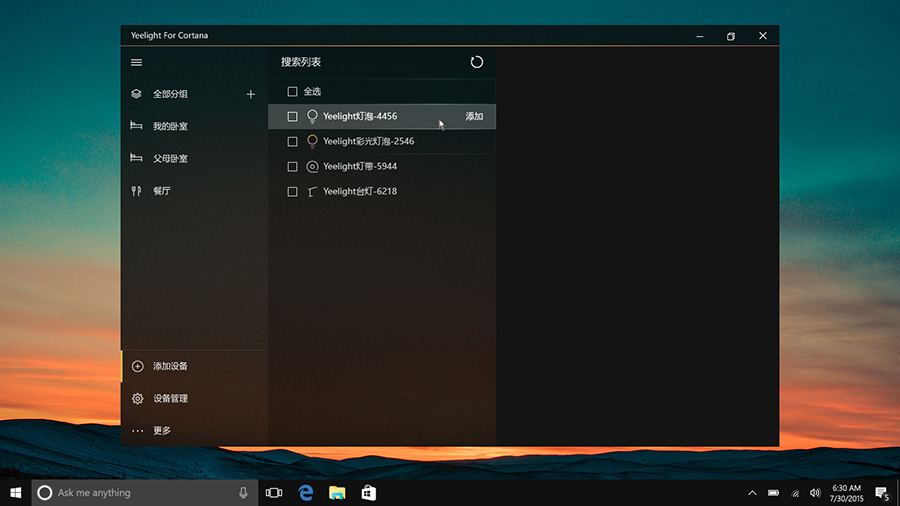 Yeelight For Cortana
全部分组
我的卧室
父母卧室
餐厅
添加设备
设备管理
更多
搜索列表
全选
Yeelight灯泡-4456 添加
Yeelight彩光灯泡-2546
Yeelight灯带-5944
Yeelight台灯-6218
Ask me anything
6:30 AM
7/30/2015
5